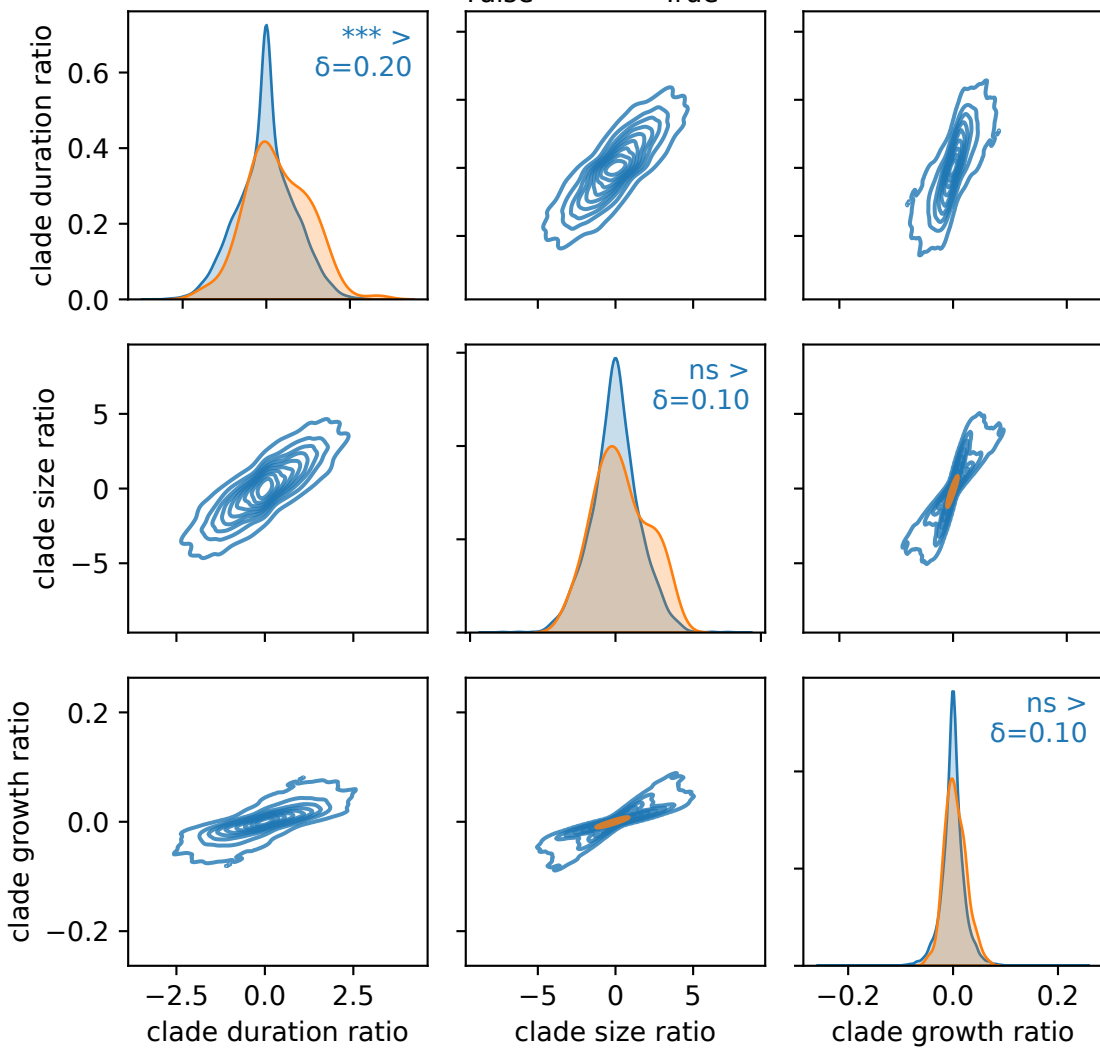 *** >
δ=0.20
clade duration ratio
0.6
0.4
0.2
0.0
ns >
δ=0.10
clade size ratio
5
0
−5
ns >
δ=0.10
clade growth ratio
0.2
0.0
−0.2
−2.5 0.0 2.5
−5 0 5
−0.2 0.0 0.2
clade duration ratio
clade size ratio
clade growth ratio